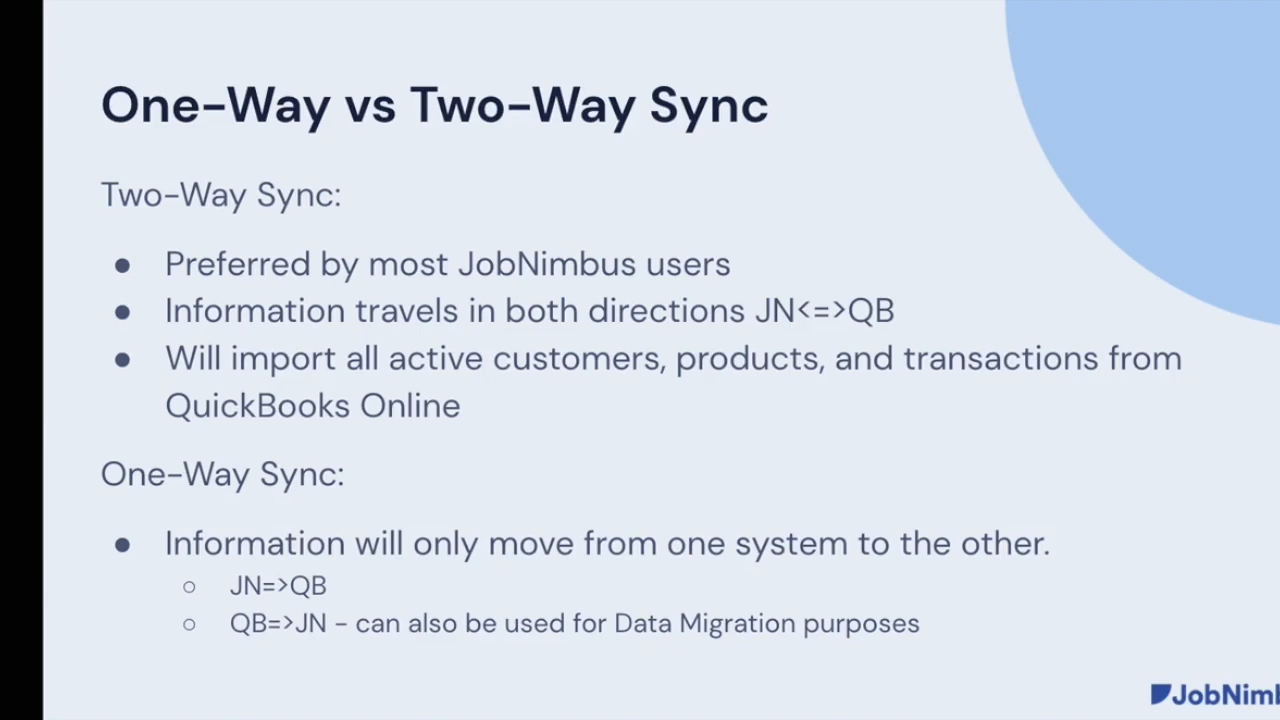 One-Way vs Two-Way Sync
Two-Way Sync:
● Preferred by most JobNimbus users
● Information travels in both directions JN<=>QB
● Will import all active customers, products, and transactions from
QuickBooks Online
One-Way Sync:
● Information will only move from one system to the other.
○ JN=>QB
○ QB=>JN - can also be used for Data Migration purposes
JobNimb